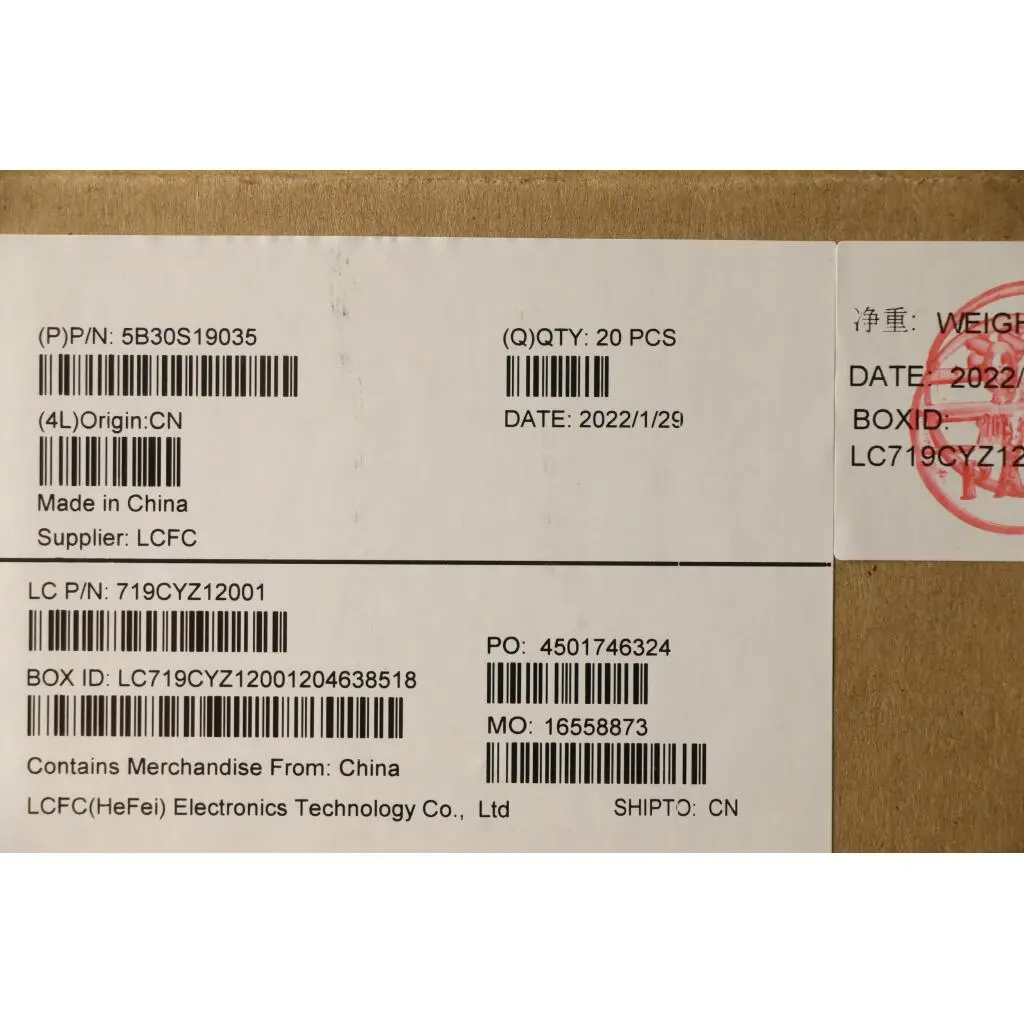 (P)P/N: 5B30S19035
(Q)QTY: 20 PCS
(4L)Origin:CN
DATE: 2022/1/29
Made in China
Supplier: LCFC
LC P/N: 719CYZ12001
PO: 4501746324
BOX ID: LC719CYZ12001204638518
MO: 16558873
Contains Merchandise From: China
LCFC(HeFei) Electronics Technology Co., Ltd
SHIPTO: CN
净重: WEIGH
DATE: 2022/
BOXID:
LC719CYZ12